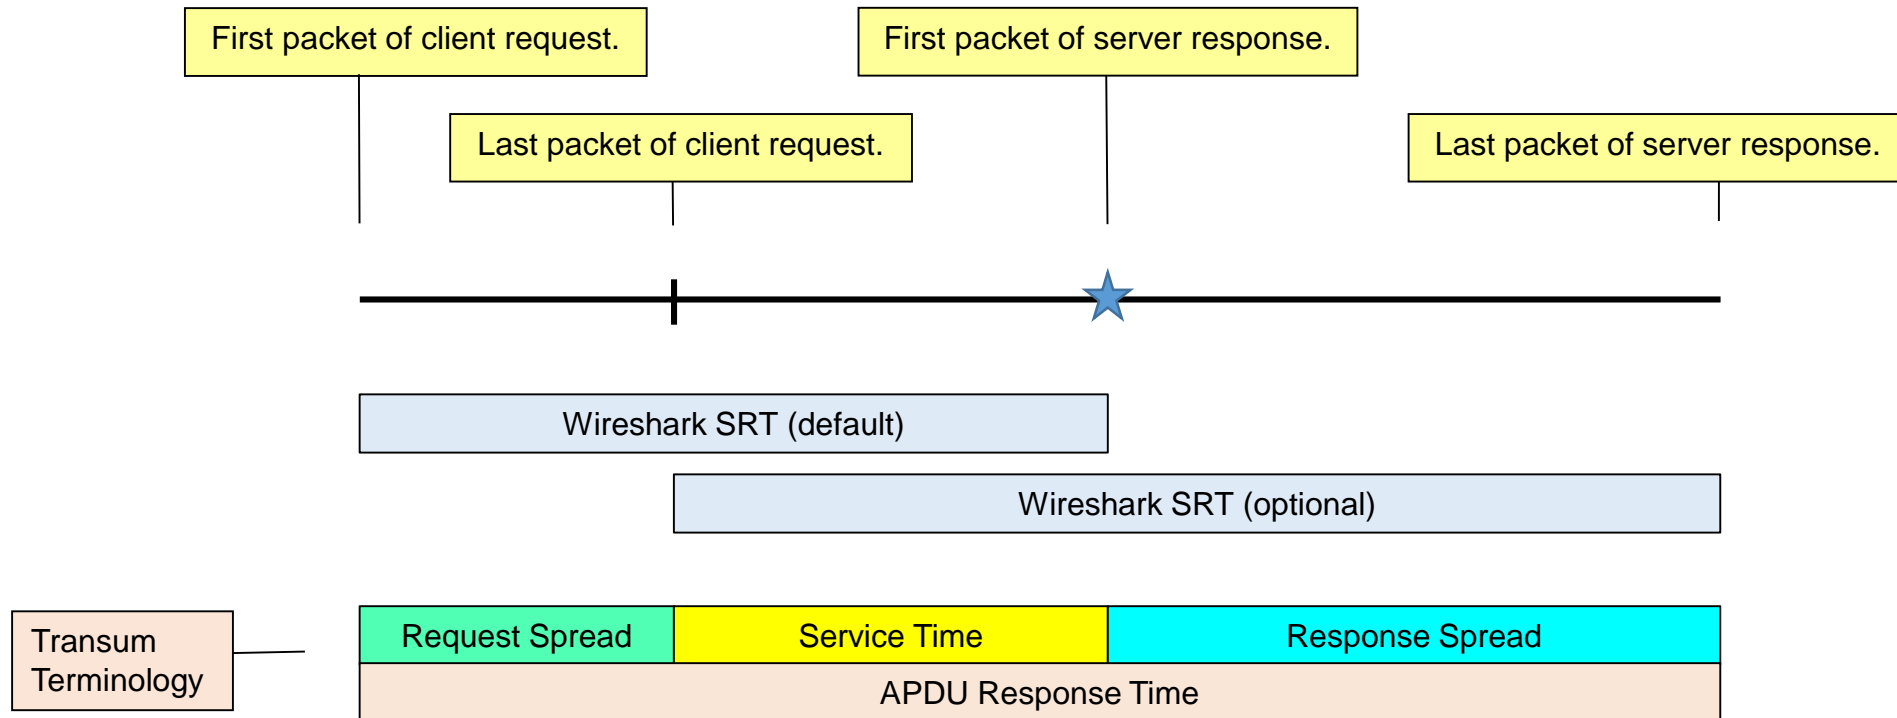 First packet of client request.
First packet of server response.
Last packet of client request.
Last packet of server response.
Wireshark SRT (default)
Wireshark SRT (optional)
Transum
Terminology
Request Spread
Service Time
Response Spread
APDU Response Time